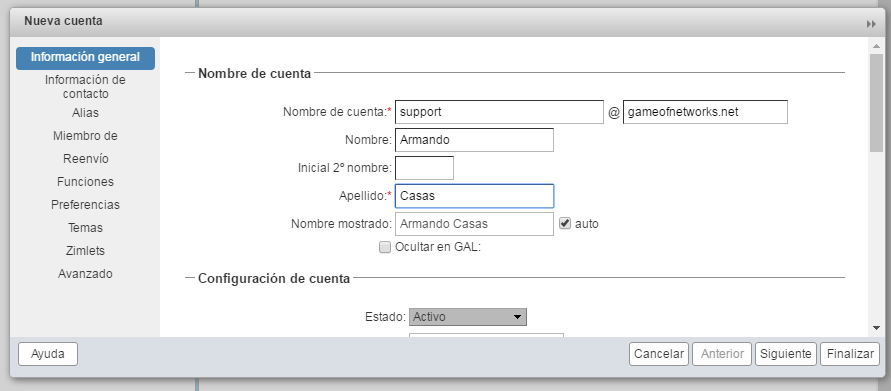 Nueva cuenta
Información general
Información de
contacto
Alias
Miembro de
Reenvío
Funciones
Preferencias
Temas
Zimlets
Avanzado
Nombre de cuenta
Nombre de cuenta:* support @ gameofnetworks.net
Nombre: Armando
Inicial 2º nombre:
Apellido:* Casas
Nombre mostrado: Armando Casas auto
Ocultar en GAL:
Configuración de cuenta
Estado: Activo
Ayuda Cancelar Anterior Siguiente Finalizar